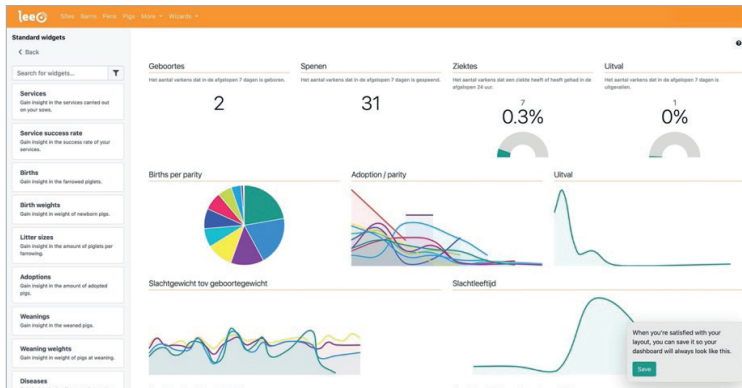 leeO
Sites Barns Pens Pigs More Wizards
Standard widgets
Back
Search for widgets...
Services
Gain insight in the services carried out
on your sows.
Service success rate
Gain insight in the success rate of your
services.
Births
Gain insight in the farrowed piglets.
Birth weights
Gain insight in weight of newborn pigs.
Litter sizes
Gain insight in the amount of piglets per
farrowing.
Adoptions
Gain insight in the amount of adopted
pigs.
Weanings
Gain insight in the weaned pigs.
Weaning weights
Gain insight in weight of pigs at weaning.
Diseases
Geboortes
Het aantal varkens dat in de afgelopen 7 dagen is geboren.
2
Spenen
Het aantal varkens dat in de afgelopen 7 dagen is gespeend.
31
Ziektes
Het aantal varkens dat een ziekte heeft of heeft gehad in de
afgelopen 24 uur.
7
0.3%
Uitval
Het aantal varkens dat in de afgelopen 7 dagen is
uitgevallen.
1
0%
Births per parity
Adoption / parity
Uitval
Slachtgewicht tov geboortegewicht
Slachtleeftijd
When you're satisfied with your
layout, you can save it so your
dashboard will always look like this.
Save